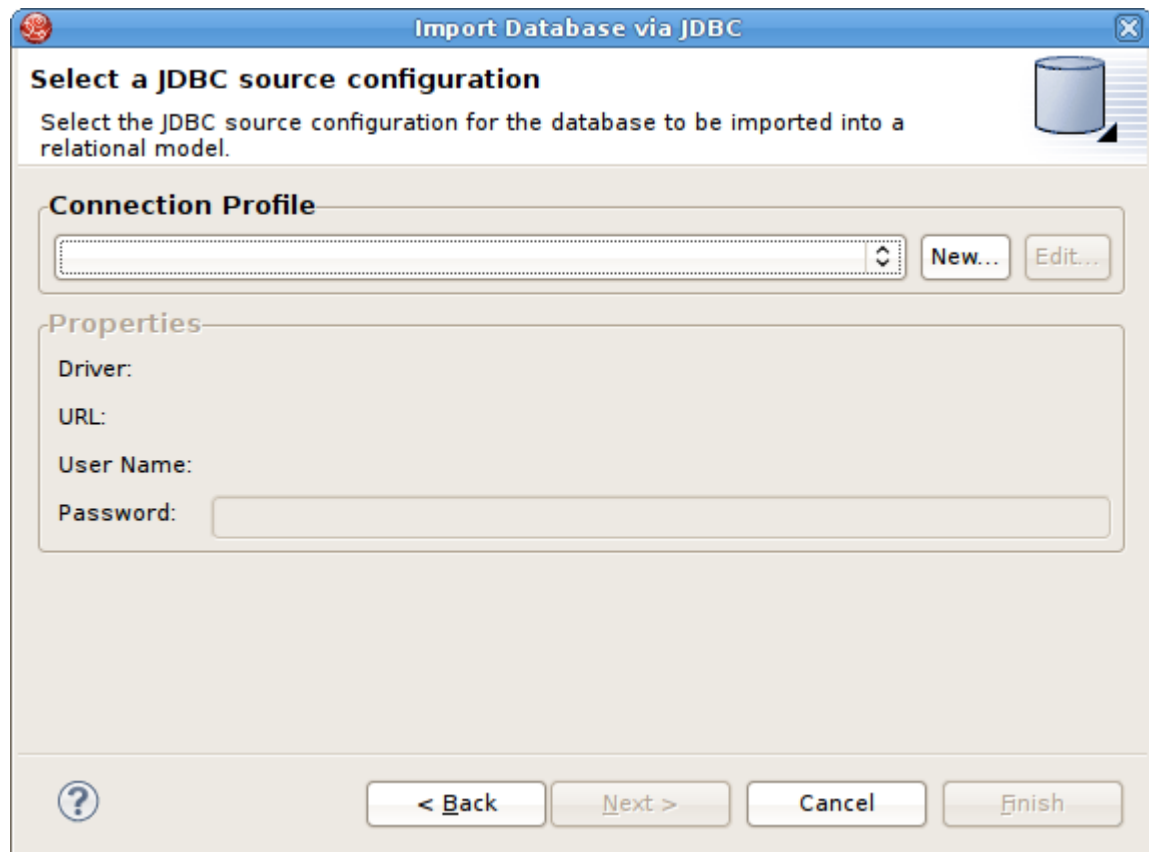 Import Database via JDBC
Select a JDBC source configuration
Select the JDBC source configuration for the database to be imported into a
relational model.
Connection Profile
New... Edit...
Properties
Driver:
URL:
User Name:
Password:
? < Back Next > Cancel Finish